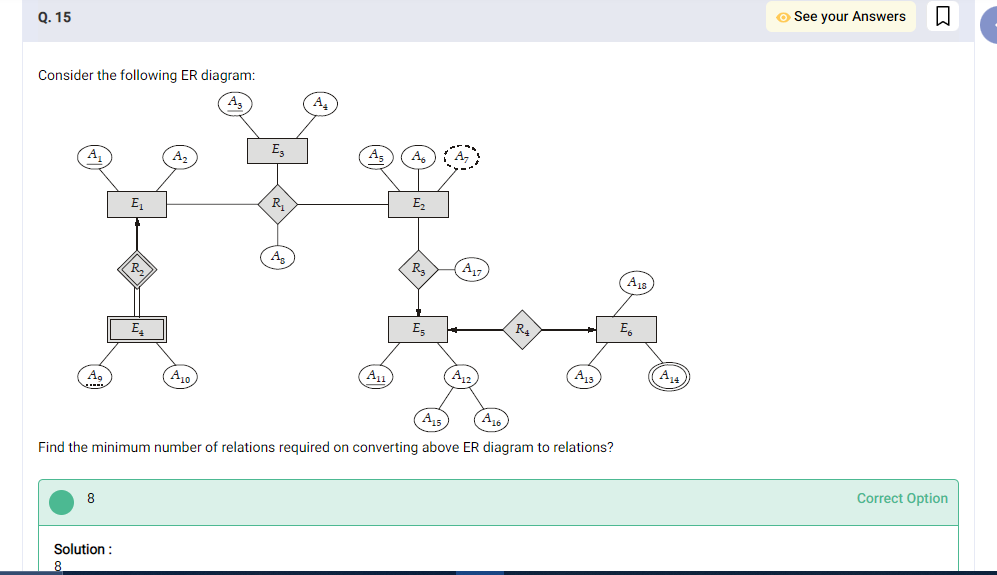 Q. 15
See your Answers
Consider the following ER diagram:
A3 A4
A1 A2 E3 A5 A6 A7
E1 R1 E2
A8
R2 R3 A17
A18
E4 E5 R4 E6
A9 A10 A11 A12 A13 A14
A15 A16
Find the minimum number of relations required on converting above ER diagram to relations?
8 Correct Option
Solution :
8